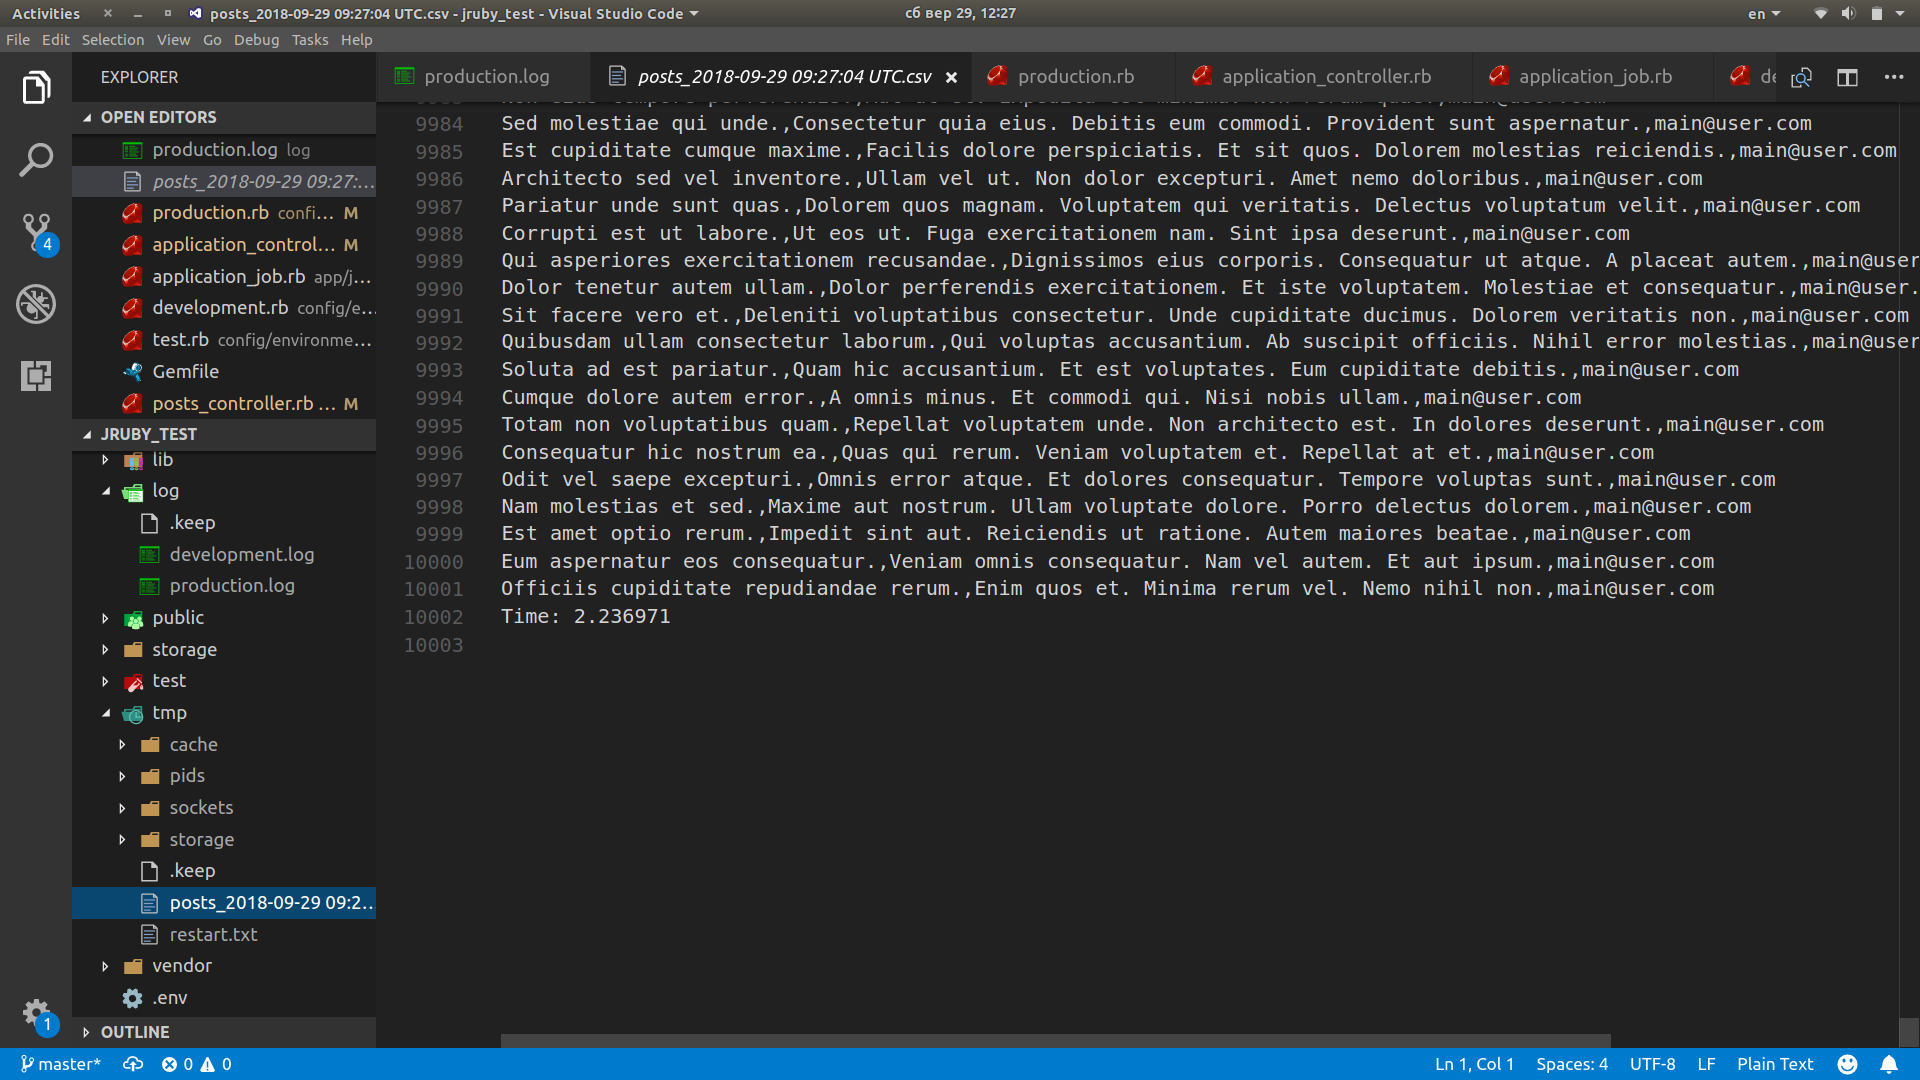 Activities
posts_2018-09-29 09:27:04 UTC.csv - jruby_test - Visual Studio Code
сб вер 29, 12:27
en
File Edit Selection View Go Debug Tasks Help
EXPLORER
production.log
posts_2018-09-29 09:27:04 UTC.csv
production.rb
application_controller.rb
application_job.rb
OPEN EDITORS
production.log log
posts_2018-09-29 09:27:...
production.rb confi... M
application_control... M
application_job.rb app/j...
development.rb config/e...
test.rb config/environme...
Gemfile
posts_controller.rb ... M
JRUBY_TEST
lib
log
.keep
development.log
production.log
public
storage
test
tmp
cache
pids
sockets
storage
.keep
posts_2018-09-29 09:2...
restart.txt
vendor
.env
OUTLINE
4
1
9984 Sed molestiae qui unde.,Consectetur quia eius. Debitis eum commodi. Provident sunt aspernatur.,main@user.com
9985 Est cupiditate cumque maxime.,Facilis dolore perspiciatis. Et sit quos. Dolorem molestias reiciendis.,main@user.com
9986 Architecto sed vel inventore.,Ullam vel ut. Non dolor excepturi. Amet nemo doloribus.,main@user.com
9987 Pariatur unde sunt quas.,Dolorem quos magnam. Voluptatem qui veritatis. Delectus voluptatum velit.,main@user.com
9988 Corrupti est ut labore.,Ut eos ut. Fuga exercitationem nam. Sint ipsa deserunt.,main@user.com
9989 Qui asperiores exercitationem recusandae.,Dignissimos eius corporis. Consequatur ut atque. A placeat autem.,main@user
9990 Dolor tenetur autem ullam.,Dolor perferendis exercitationem. Et iste voluptatem. Molestiae et consequatur.,main@user.
9991 Sit facere vero et.,Deleniti voluptatibus consectetur. Unde cupiditate ducimus. Dolorem veritatis non.,main@user.com
9992 Quibusdam ullam consectetur laborum.,Qui voluptas accusantium. Ab suscipit officiis. Nihil error molestias.,main@user
9993 Soluta ad est pariatur.,Quam hic accusantium. Et est voluptates. Eum cupiditate debitis.,main@user.com
9994 Cumque dolore autem error.,A omnis minus. Et commodi qui. Nisi nobis ullam.,main@user.com
9995 Totam non voluptatibus quam.,Repellat voluptatem unde. Non architecto est. In dolores deserunt.,main@user.com
9996 Consequatur hic nostrum ea.,Quas qui rerum. Veniam voluptatem et. Repellat at et.,main@user.com
9997 Odit vel saepe excepturi.,Omnis error atque. Et dolores consequatur. Tempore voluptas sunt.,main@user.com
9998 Nam molestias et sed.,Maxime aut nostrum. Ullam voluptate dolore. Porro delectus dolorem.,main@user.com
9999 Est amet optio rerum.,Impedit sint aut. Reiciendis ut ratione. Autem maiores beatae.,main@user.com
10000 Eum aspernatur eos consequatur.,Veniam omnis consequatur. Nam vel autem. Et aut ipsum.,main@user.com
10001 Officiis cupiditate repudiandae rerum.,Enim quos et. Minima rerum vel. Nemo nihil non.,main@user.com
10002 Time: 2.236971
10003
master* 0 0
Ln 1, Col 1 Spaces: 4 UTF-8 LF Plain Text